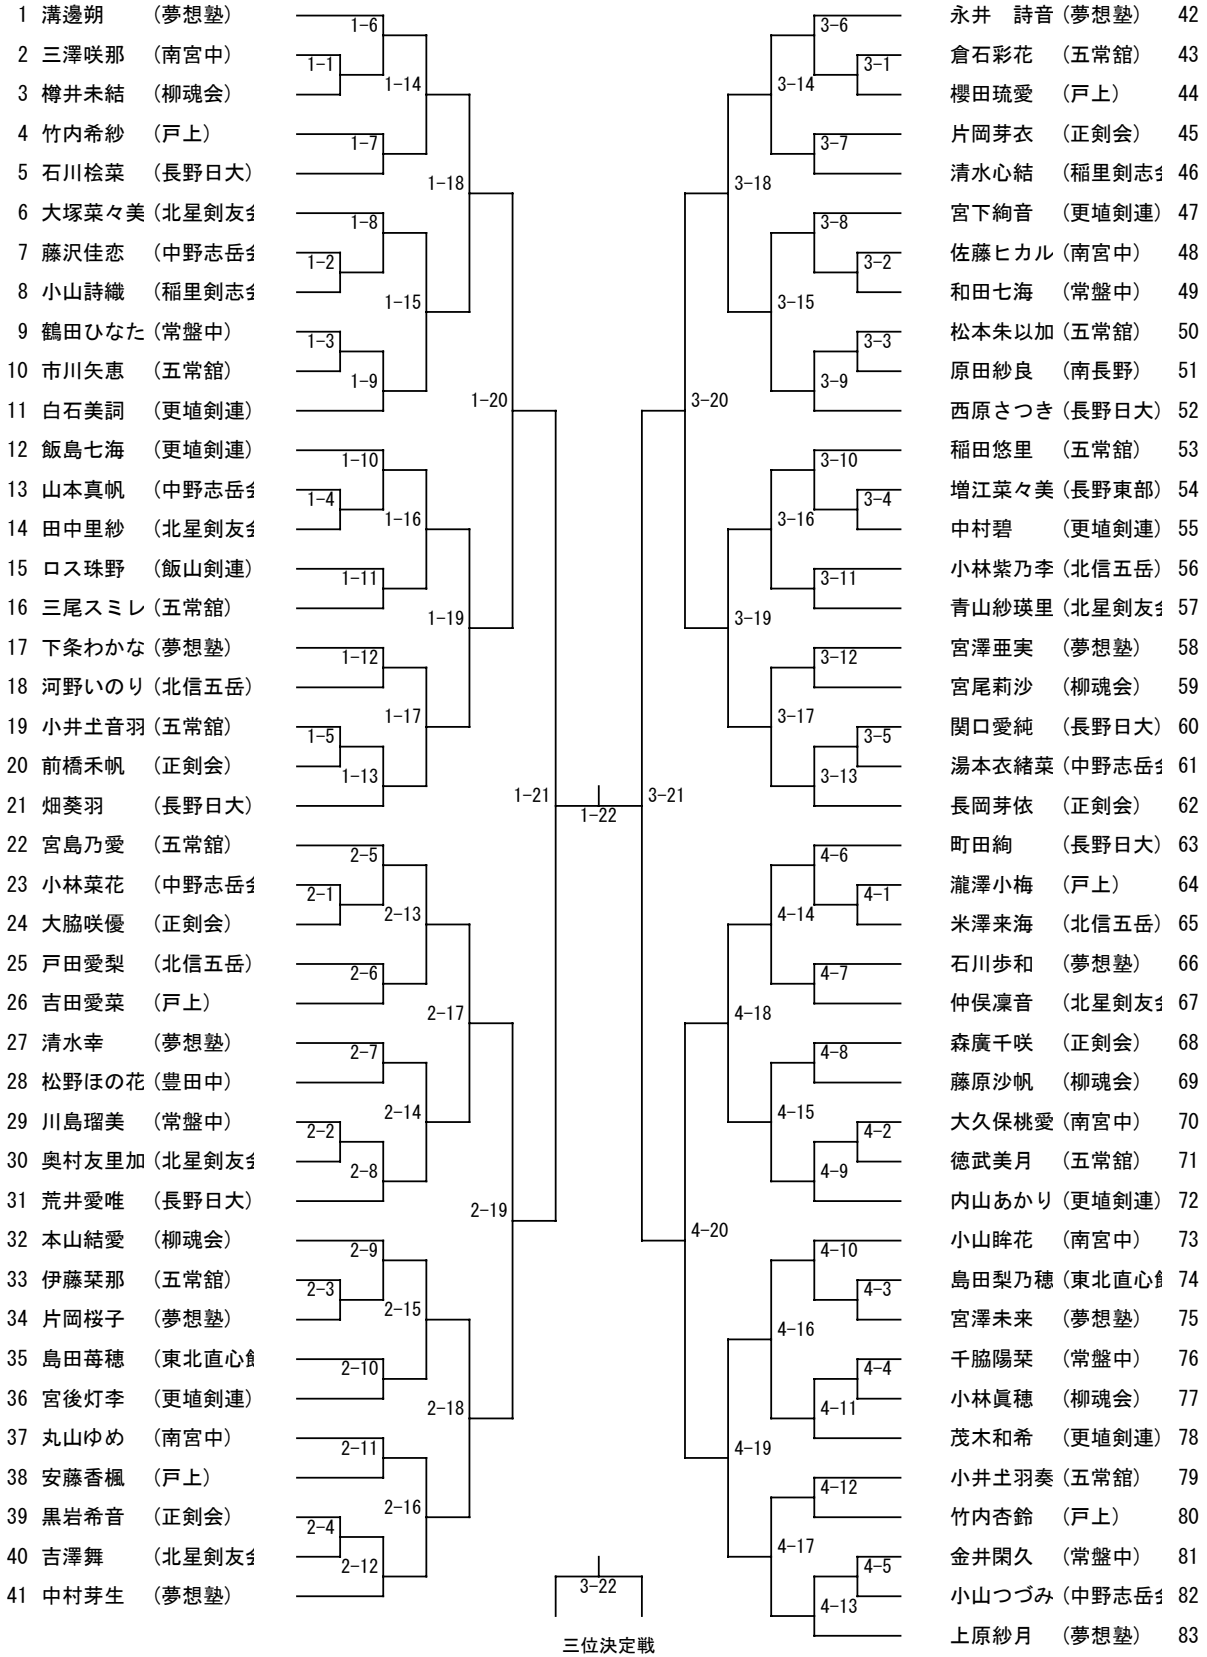 1 溝邊朔 (夢想塾)
2 三澤咲那 (南宮中)
3 樽井未結 (柳魂会)
4 竹内希紗 (戸上)
5 石川桧菜 (長野日大)
6 大塚菜々美 (北星剣友会
7 藤沢佳恋 (中野志岳会
8 小山詩織 (稲里剣志会
9 鶴田ひなた (常盤中)
10 市川矢恵 (五常舘)
11 白石美詞 (更埴剣連)
12 飯島七海 (更埴剣連)
13 山本真帆 (中野志岳会
14 田中里紗 (北星剣友会
15 ロス珠野 (飯山剣連)
16 三尾スミレ (五常舘)
17 下条わかな (夢想塾)
18 河野いのり (北信五岳)
19 小井土音羽 (五常舘)
20 前橋禾帆 (正剣会)
21 畑葵羽 (長野日大)
22 宮島乃愛 (五常舘)
23 小林菜花 (中野志岳会
24 大脇咲優 (正剣会)
25 戸田愛梨 (北信五岳)
26 吉田愛菜 (戸上)
27 清水幸 (夢想塾)
28 松野ほの花 (豊田中)
29 川島瑠美 (常盤中)
30 奥村友里加 (北星剣友会
31 荒井愛唯 (長野日大)
32 本山結愛 (柳魂会)
33 伊藤栞那 (五常舘)
34 片岡桜子 (夢想塾)
35 島田苺穂 (東北直心館
36 宮後灯李 (更埴剣連)
37 丸山ゆめ (南宮中)
38 安藤香楓 (戸上)
39 黒岩希音 (正剣会)
40 吉澤舞 (北星剣友会
41 中村芽生 (夢想塾)
1-6
1-1
1-14
1-7
1-18
1-8
1-2
1-15
1-3
1-9
1-20
1-10
1-4
1-16
1-11
1-19
1-12
1-17
1-5
1-13
1-21
2-5
2-1
2-13
2-6
2-17
2-7
2-14
2-2
2-8
2-19
2-9
2-3
2-15
2-10
2-18
2-11
2-16
2-4
2-12
1-22
3-22
三位決定戦
3-6
3-1
3-14
3-7
3-18
3-8
3-2
3-15
3-3
3-9
3-20
3-10
3-4
3-16
3-11
3-19
3-12
3-17
3-5
3-13
3-21
4-6
4-1
4-14
4-7
4-18
4-8
4-15
4-2
4-9
4-20
4-10
4-3
4-16
4-4
4-11
4-19
4-12
4-17
4-5
4-13
永井 詩音 (夢想塾) 42
倉石彩花 (五常舘) 43
櫻田琉愛 (戸上) 44
片岡芽衣 (正剣会) 45
清水心結 (稲里剣志会 46
宮下絢音 (更埴剣連) 47
佐藤ヒカル (南宮中) 48
和田七海 (常盤中) 49
松本朱以加 (五常舘) 50
原田紗良 (南長野) 51
西原さつき (長野日大) 52
稲田悠里 (五常舘) 53
増江菜々美 (長野東部) 54
中村碧 (更埴剣連) 55
小林紫乃李 (北信五岳) 56
青山紗瑛里 (北星剣友会 57
宮澤亜実 (夢想塾) 58
宮尾莉沙 (柳魂会) 59
関口愛純 (長野日大) 60
湯本衣緒菜 (中野志岳会 61
長岡芽依 (正剣会) 62
町田絢 (長野日大) 63
瀧澤小梅 (戸上) 64
米澤来海 (北信五岳) 65
石川歩和 (夢想塾) 66
仲俣凜音 (北星剣友会 67
森廣千咲 (正剣会) 68
藤原沙帆 (柳魂会) 69
大久保桃愛 (南宮中) 70
徳武美月 (五常舘) 71
内山あかり (更埴剣連) 72
小山眸花 (南宮中) 73
島田梨乃穂 (東北直心館 74
宮澤未来 (夢想塾) 75
千脇陽栞 (常盤中) 76
小林眞穂 (柳魂会) 77
茂木和希 (更埴剣連) 78
小井土羽奏 (五常舘) 79
竹内杏鈴 (戸上) 80
金井閑久 (常盤中) 81
小山つづみ (中野志岳会 82
上原紗月 (夢想塾) 83